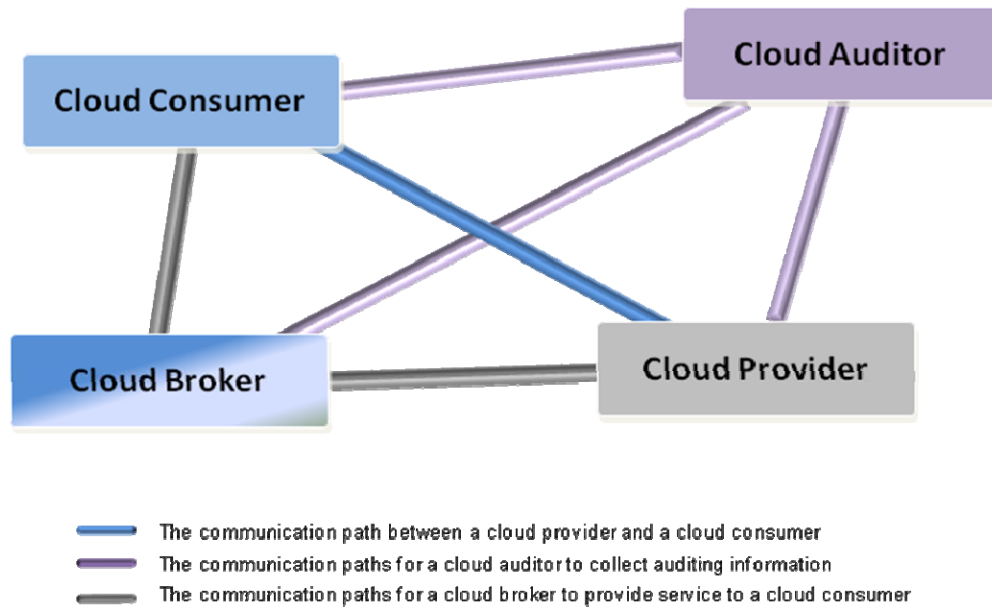 Cloud Auditor
Cloud Consumer
Cloud Broker
Cloud Provider
The communication path between a cloud provider and a cloud consumer
The communication paths for a cloud auditor to collect auditing information
The communication paths for a cloud broker to provide service to a cloud consumer